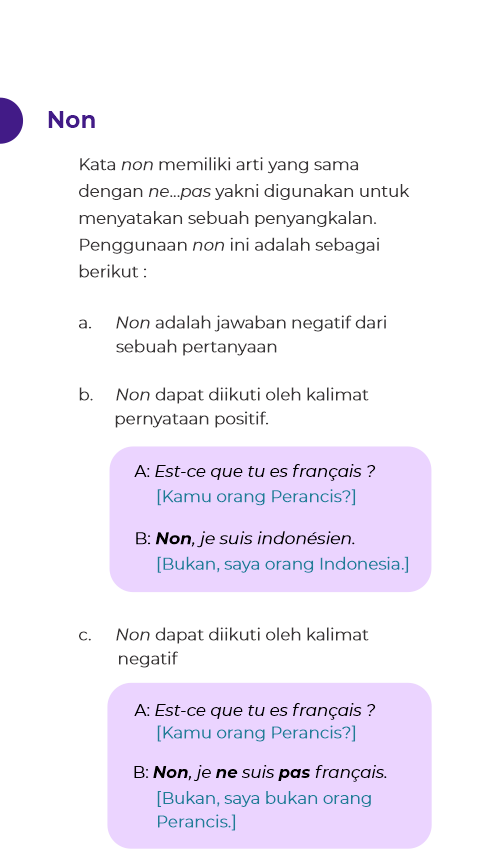 Non
Kata non memiliki arti yang sama
dengan ne...pas yakni digunakan untuk
menyatakan sebuah penyangkalan.
Penggunaan non ini adalah sebagai
berikut :
a. Non adalah jawaban negatif dari
sebuah pertanyaan
b. Non dapat diikuti oleh kalimat
pernyataan positif.
A: Est-ce que tu es français ?
[Kamu orang Perancis?]
B: Non, je suis indonésien.
[Bukan, saya orang Indonesia.]
c. Non dapat diikuti oleh kalimat
negatif
A: Est-ce que tu es français ?
[Kamu orang Perancis?]
B: Non, je ne suis pas français.
[Bukan, saya bukan orang
Perancis.]